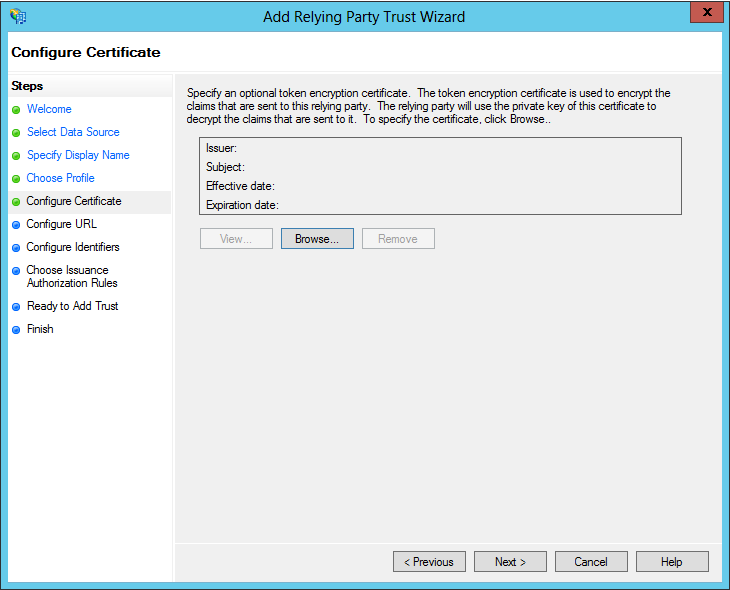 Add Relying Party Trust Wizard
x
Configure Certificate
Steps
Welcome
Select Data Source
Specify Display Name
Choose Profile
Configure Certificate
Configure URL
Configure Identifiers
Choose Issuance
Authorization Rules
Ready to Add Trust
Finish
Specify an optional token encryption certificate. The token encryption certificate is used to encrypt the
claims that are sent to this relying party. The relying party will use the private key of this certificate to
decrypt the claims that are sent to it. To specify the certificate, click Browse..
Issuer:
Subject:
Effective date:
Expiration date:
View...
Browse...
Remove
< Previous
Next >
Cancel
Help